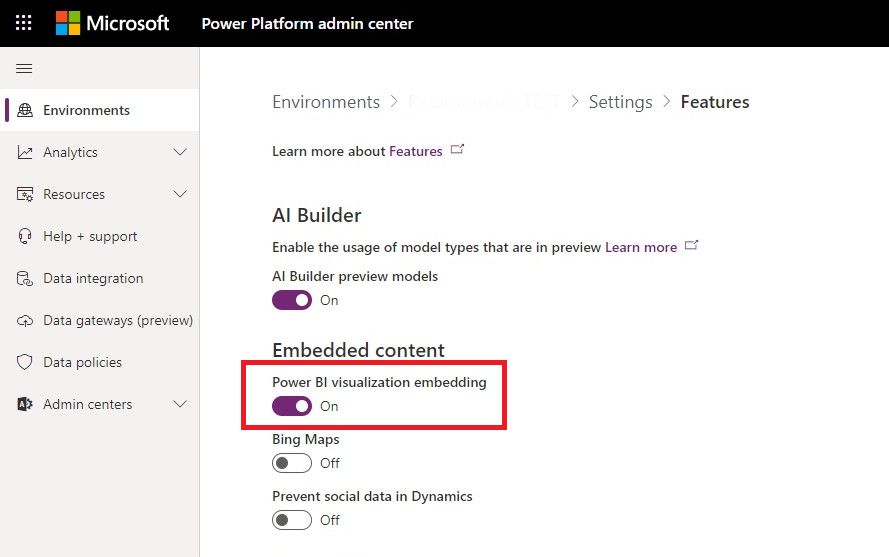 Microsoft Power Platform admin center
Environments
Analytics
Resources
Help + support
Data integration
Data gateways (preview)
Data policies
Admin centers
Environments > > Settings > Features
Learn more about Features
AI Builder
Enable the usage of model types that are in preview Learn more
AI Builder preview models
On
Embedded content
Power BI visualization embedding
On
Bing Maps
Off
Prevent social data in Dynamics
Off